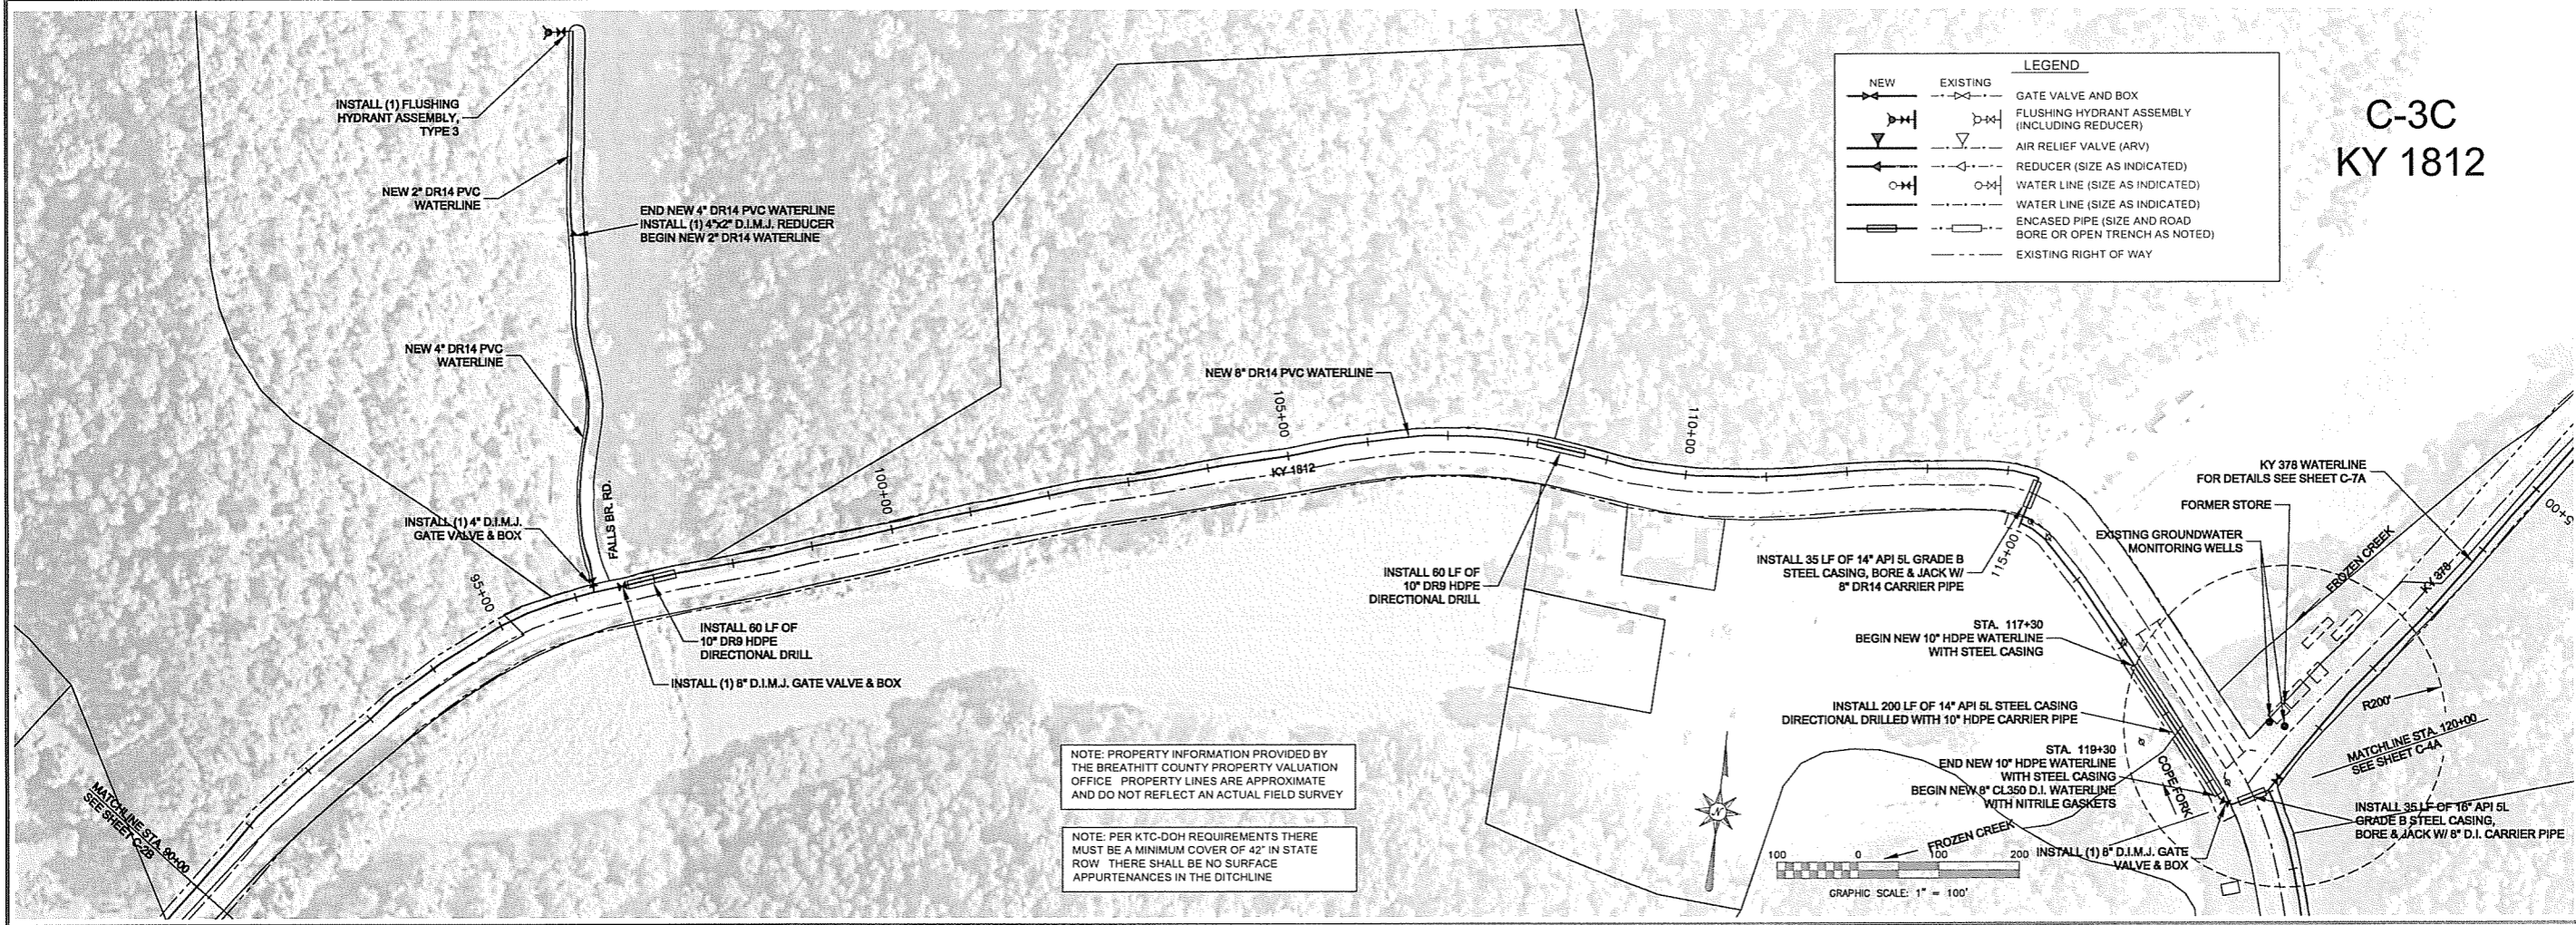 C-3C
KY 1812
LEGEND
NEW EXISTING
GATE VALVE AND BOX
FLUSHING HYDRANT ASSEMBLY
(INCLUDING REDUCER)
AIR RELIEF VALVE (ARV)
REDUCER (SIZE AS INDICATED)
WATER LINE (SIZE AS INDICATED)
WATER LINE (SIZE AS INDICATED)
ENCASED PIPE (SIZE AND ROAD
BORE OR OPEN TRENCH AS NOTED)
EXISTING RIGHT OF WAY
INSTALL (1) FLUSHING
HYDRANT ASSEMBLY,
TYPE 3
NEW 2" DR14 PVC
WATERLINE
END NEW 4" DR14 PVC WATERLINE
INSTALL (1) 4"x2" D.I.M.J. REDUCER
BEGIN NEW 2" DR14 WATERLINE
NEW 4" DR14 PVC
WATERLINE
INSTALL (1) 4" D.I.M.J.
GATE VALVE & BOX
FALLS BR. RD.
95+00
100+00
105+00
110+00
115+00
5+00
KY 1812
NEW 8" DR14 PVC WATERLINE
INSTALL 60 LF OF
10" DR9 HDPE
DIRECTIONAL DRILL
INSTALL (1) 8" D.I.M.J. GATE VALVE & BOX
INSTALL 60 LF OF
10" DR9 HDPE
DIRECTIONAL DRILL
INSTALL 35 LF OF 14" API 5L GRADE B
STEEL CASING, BORE & JACK W/
8" DR14 CARRIER PIPE
KY 378 WATERLINE
FOR DETAILS SEE SHEET C-7A
FORMER STORE
EXISTING GROUNDWATER
MONITORING WELLS
FROZEN CREEK
KY 378
STA. 117+30
BEGIN NEW 10" HDPE WATERLINE
WITH STEEL CASING
INSTALL 200 LF OF 14" API 5L STEEL CASING
DIRECTIONAL DRILLED WITH 10" HDPE CARRIER PIPE
STA. 119+30
END NEW 10" HDPE WATERLINE
WITH STEEL CASING
BEGIN NEW 8" CL350 D.I. WATERLINE
WITH NITRILE GASKETS
COPE FORK
R200'
MATCHLINE STA. 120+00
SEE SHEET C-4A
INSTALL 35 LF OF 16" API 5L
GRADE B STEEL CASING,
BORE & JACK W/ 8" D.I. CARRIER PIPE
INSTALL (1) 8" D.I.M.J. GATE
VALVE & BOX
FROZEN CREEK
MATCHLINE STA. 90+00
SEE SHEET C-2B
NOTE: PROPERTY INFORMATION PROVIDED BY
THE BREATHITT COUNTY PROPERTY VALUATION
OFFICE PROPERTY LINES ARE APPROXIMATE
AND DO NOT REFLECT AN ACTUAL FIELD SURVEY
NOTE: PER KTC-DOH REQUIREMENTS THERE
MUST BE A MINIMUM COVER OF 42" IN STATE
ROW THERE SHALL BE NO SURFACE
APPURTENANCES IN THE DITCHLINE
N
100 0 100 200
GRAPHIC SCALE: 1" = 100'